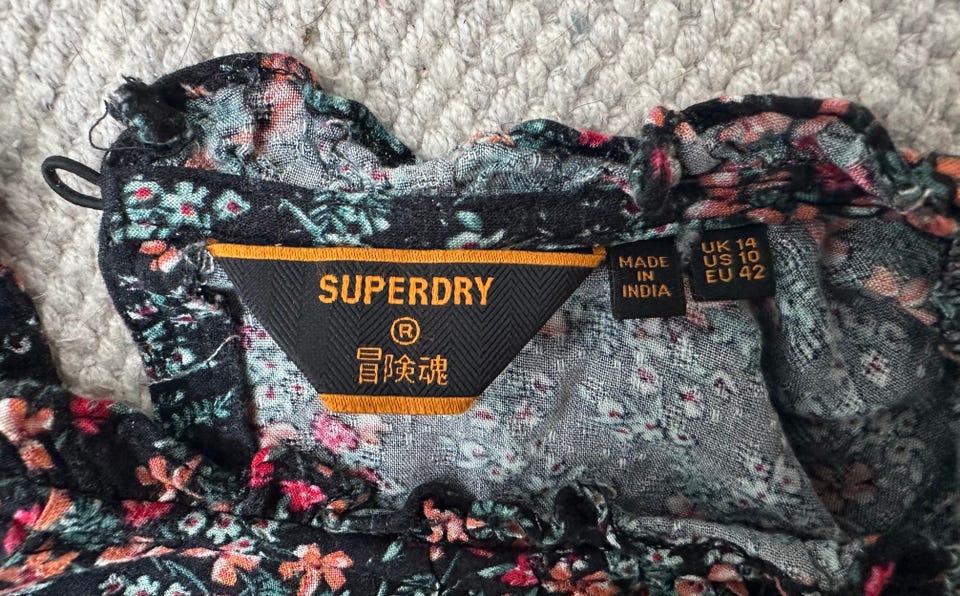 SUPERDRY
®
冒険魂
MADE
IN
INDIA
UK 14
US 10
EU 42